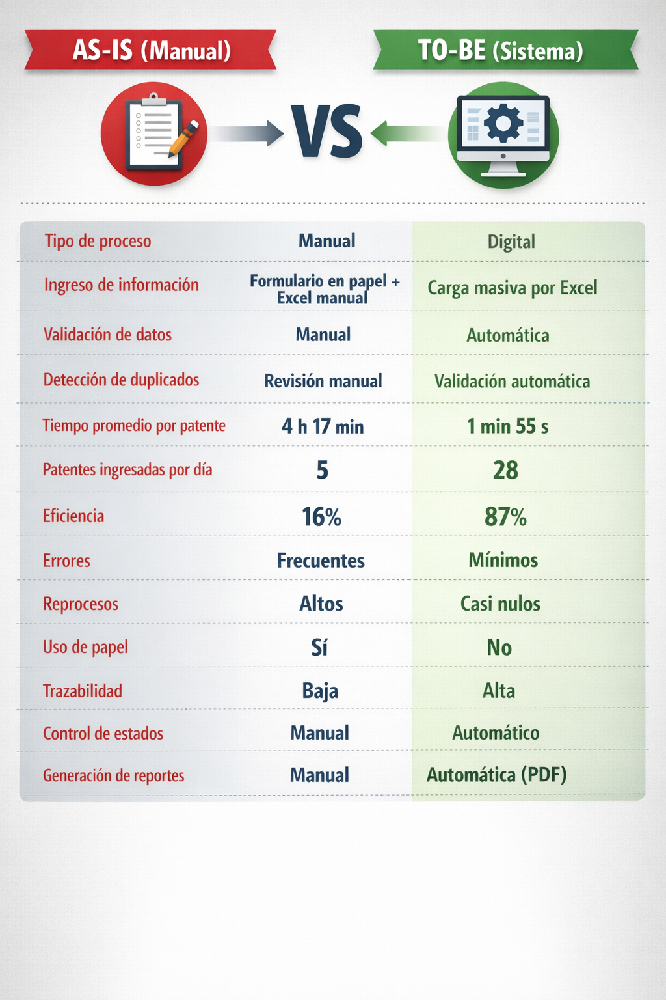 AS-IS (Manual)
TO-BE (Sistema)
VS
Tipo de proceso
Manual
Digital
Ingreso de información
Formulario en papel +
Excel manual
Carga masiva por Excel
Validación de datos
Manual
Automática
Detección de duplicados
Revisión manual
Validación automática
Tiempo promedio por patente
4 h 17 min
1 min 55 s
Patentes ingresadas por día
5
28
Eficiencia
16%
87%
Errores
Frecuentes
Mínimos
Reprocesos
Altos
Casi nulos
Uso de papel
Sí
No
Trazabilidad
Baja
Alta
Control de estados
Manual
Automático
Generación de reportes
Manual
Automática (PDF)